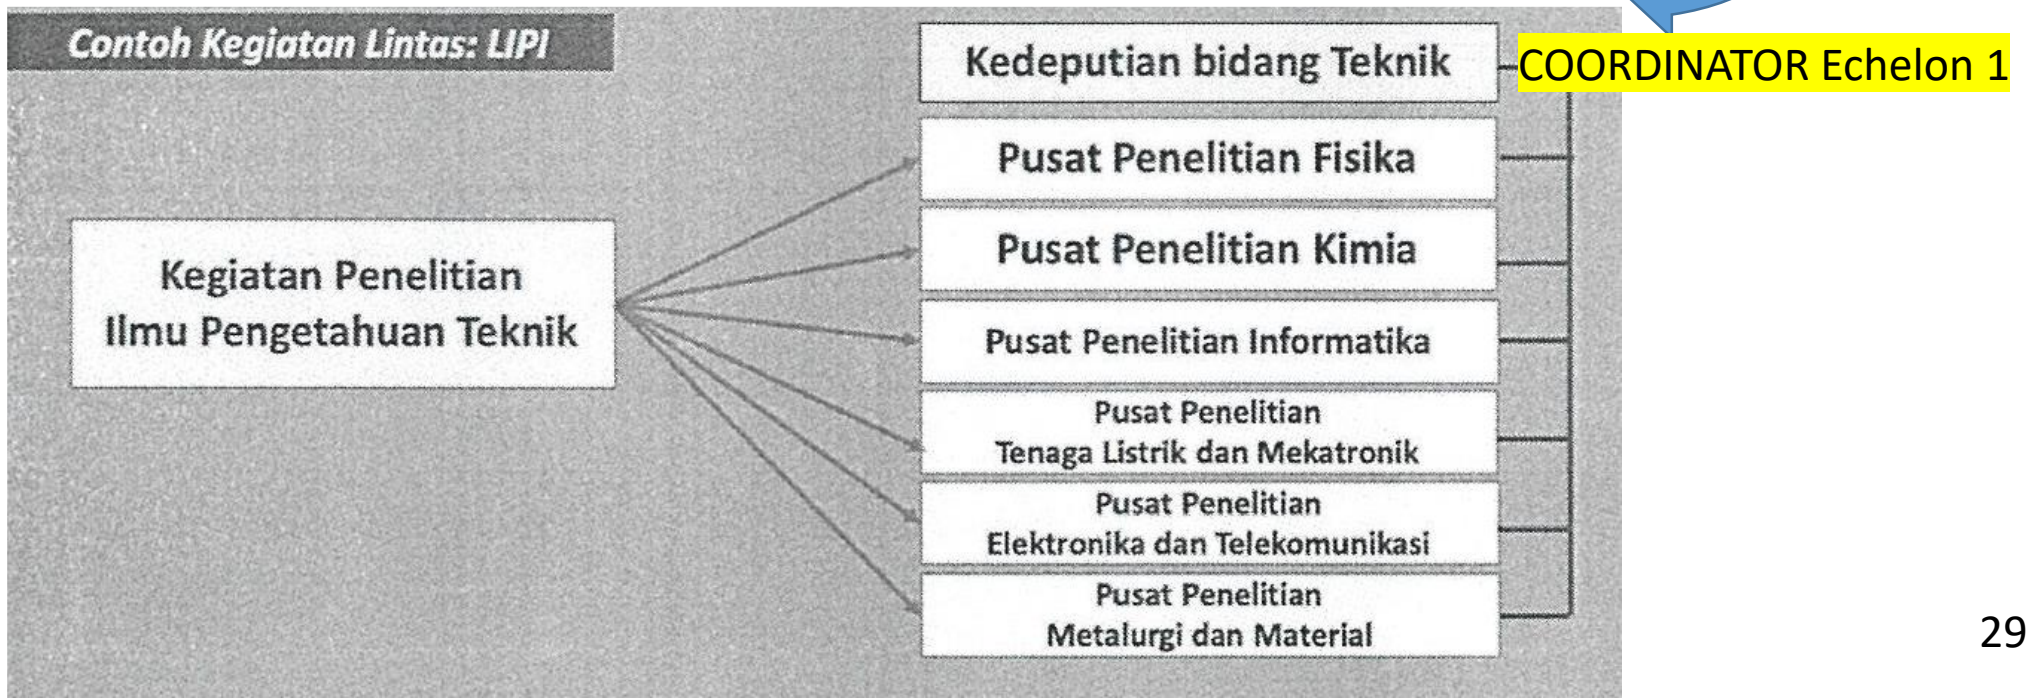 Contoh Kegiatan Lintas: LIPI
Kedeputian bidang Teknik
COORDINATOR Echelon 1
Pusat Penelitian Fisika
Pusat Penelitian Kimia
Kegiatan Penelitian
Ilmu Pengetahuan Teknik
Pusat Penelitian Informatika
Pusat Penelitian
Tenaga Listrik dan Mekatronik
Pusat Penelitian
Elektronika dan Telekomunikasi
Pusat Penelitian
Metalurgi dan Material
29